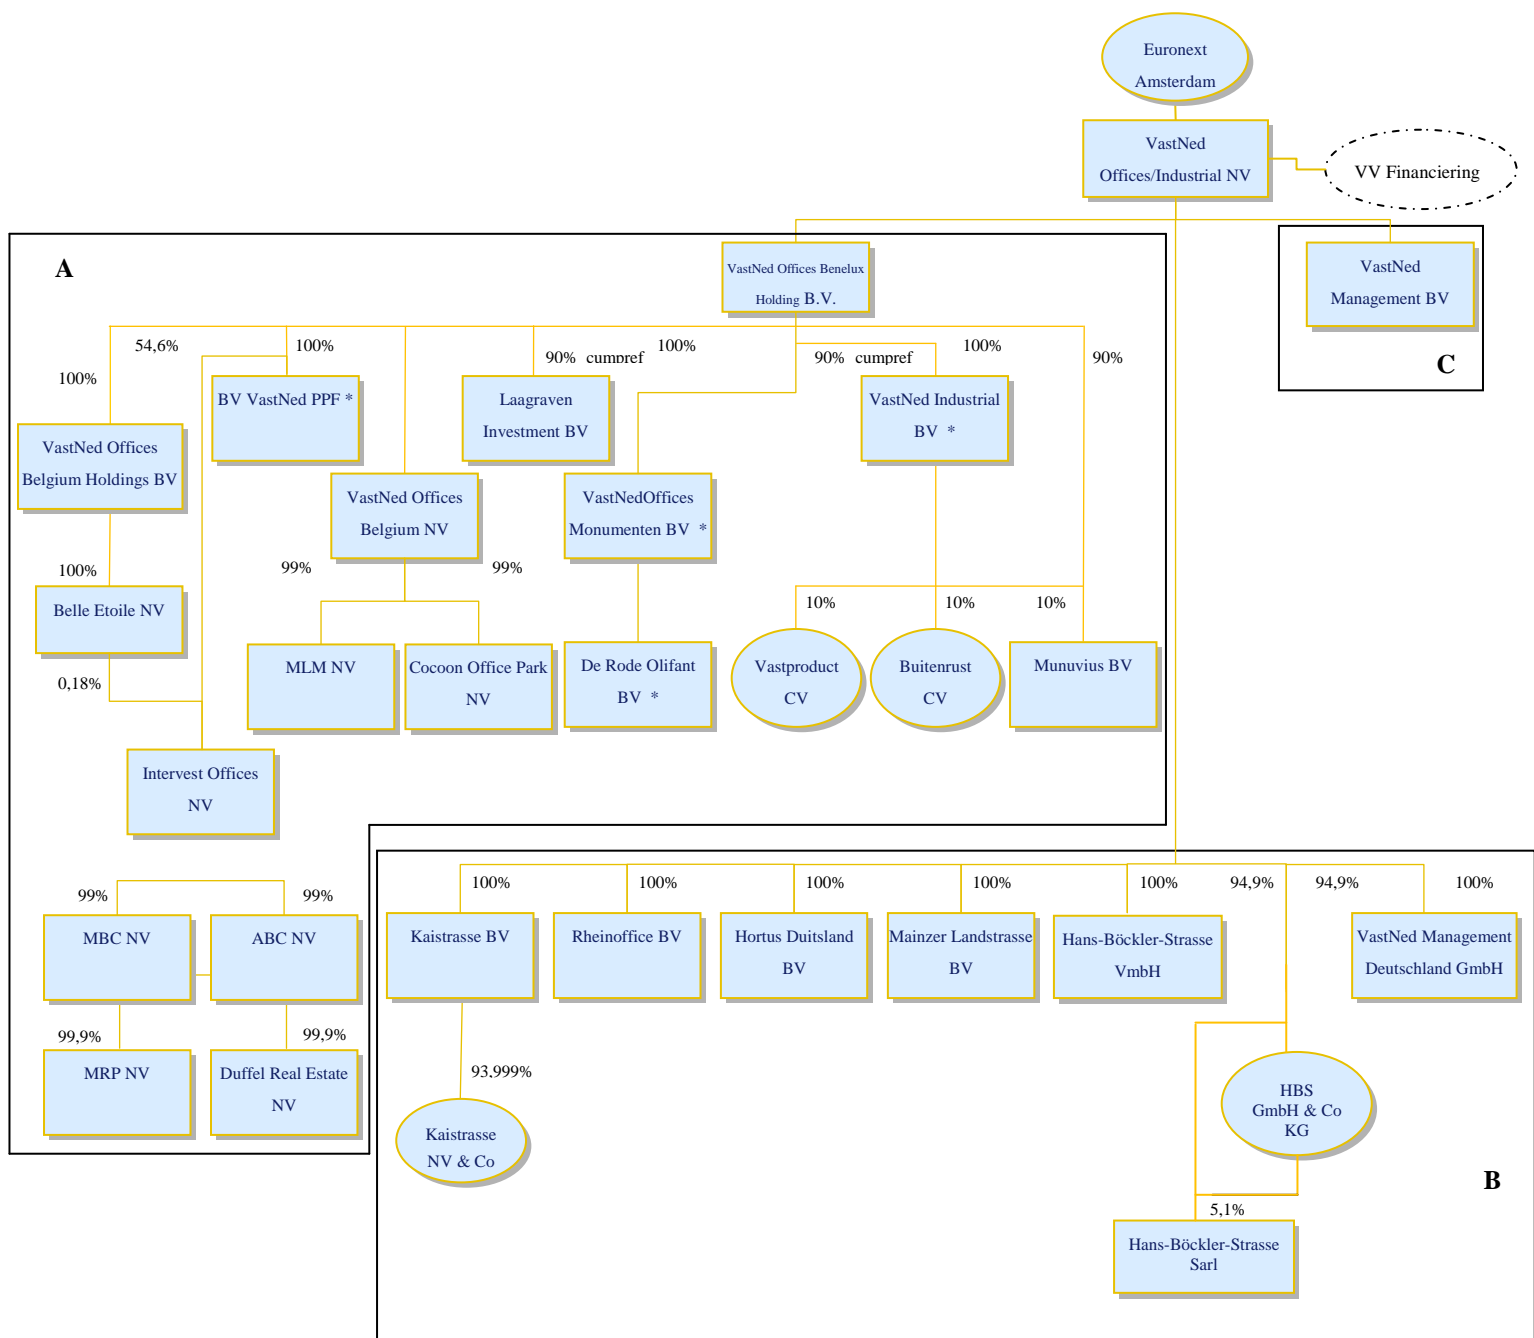 Euronext
Amsterdam
VastNed
Offices/Industrial NV
VV Financiering
A
VastNed Offices Benelux
Holding B.V.
VastNed
Management BV
C
54,6%
100%
100%
90% cumpref
100%
90% cumpref
100%
90%
BV VastNed PPF *
Laagraven
Investment BV
VastNed Industrial
BV *
VastNed Offices
Belgium Holdings BV
VastNed Offices
Belgium NV
VastNedOffices
Monumenten BV *
100%
99%
99%
Belle Etoile NV
10%
10%
10%
MLM NV
Cocoon Office Park
NV
De Rode Olifant
BV *
Vastproduct
CV
Buitenrust
CV
Munuvius BV
0,18%
Intervest Offices
NV
99%
99%
MBC NV
ABC NV
99,9%
99,9%
MRP NV
Duffel Real Estate
NV
100%
100%
100%
100%
100%
94,9%
94,9%
100%
Kaistrasse BV
Rheinoffice BV
Hortus Duitsland
BV
Mainzer Landstrasse
BV
Hans-Böckler-Strasse
VmbH
VastNed Management
Deutschland GmbH
93,999%
Kaistrasse
NV & Co
HBS
GmbH & Co
KG
B
5,1%
Hans-Böckler-Strasse
Sarl